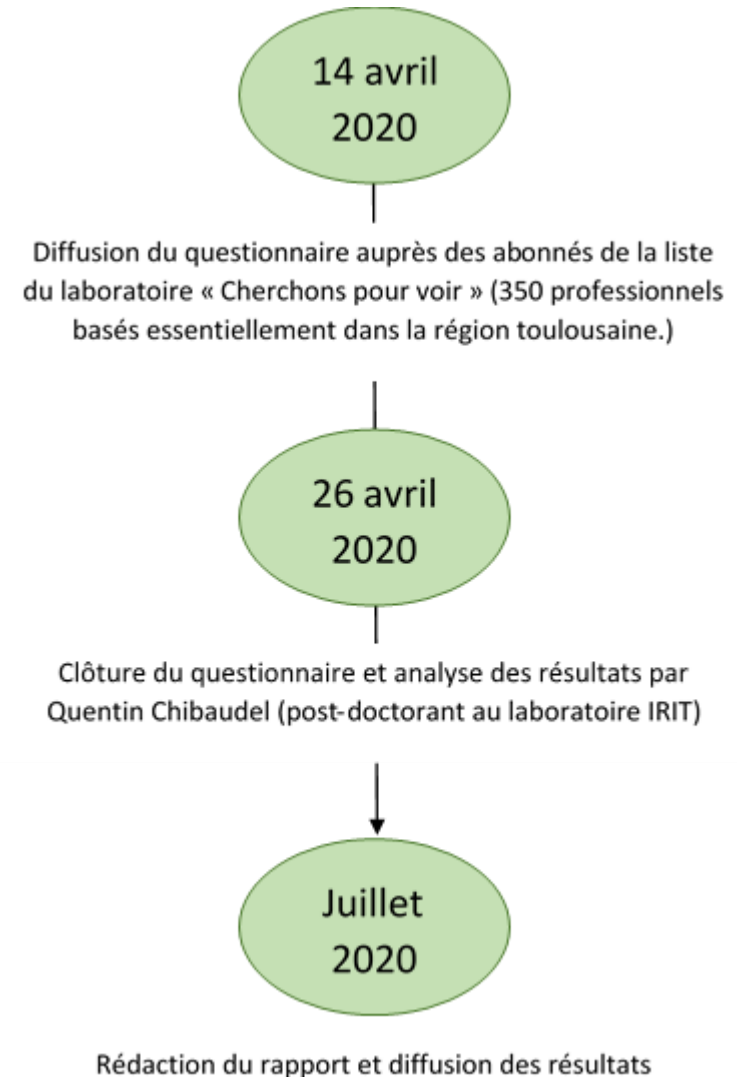 14 avril
2020
Diffusion du questionnaire auprès des abonnés de la liste
du laboratoire « Cherchons pour voir » (350 professionnels
basés essentiellement dans la région toulousaine.)
26 avril
2020
Clôture du questionnaire et analyse des résultats par
Quentin Chibaudel (post-doctorant au laboratoire IRIT)
Juillet
2020
Rédaction du rapport et diffusion des résultats